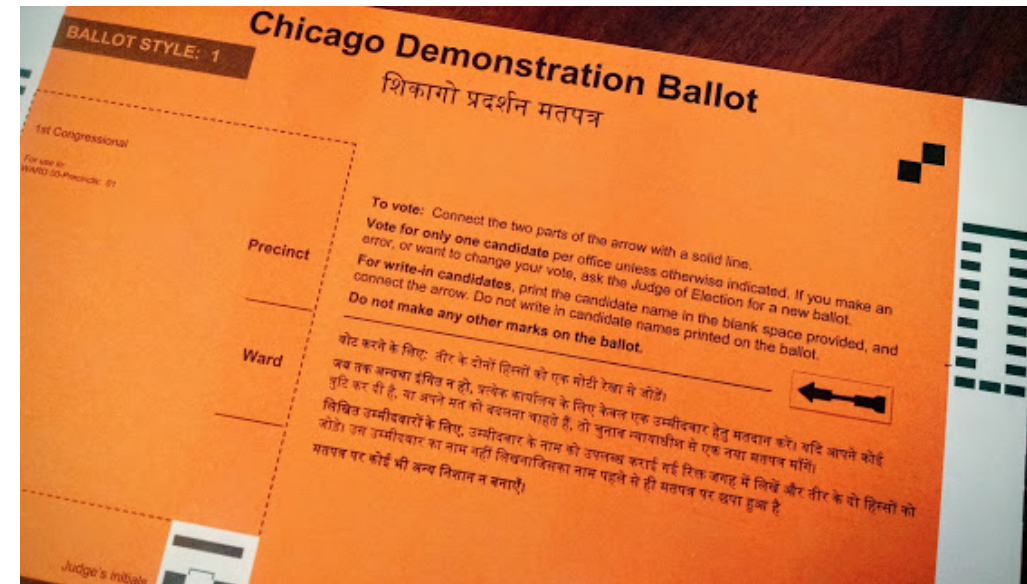 BALLOT STYLE: 1
Chicago Demonstration Ballot
शिकागो प्रदर्शन मतपत्र
1st Congressional
For use in:
WARD 00-Precincts: 01
Precinct
Ward
To vote: Connect the two parts of the arrow with a solid line.
Vote for only one candidate per office unless otherwise indicated. If you make an
error, or want to change your vote, ask the Judge of Election for a new ballot.
For write-in candidates, print the candidate name in the blank space provided, and
connect the arrow. Do not write in candidate names printed on the ballot.
Do not make any other marks on the ballot.
वोट करने के लिए: तीर के दोनों हिस्सों को एक मोटी रेखा से जोड़ें।
जब तक अन्यथा इंगित न हो, प्रत्येक कार्यालय के लिए केवल एक उम्मीदवार हेतु मतदान करें। यदि आपने कोई
त्रुटि कर दी है, या अपने मत को बदलना चाहते हैं, तो चुनाव न्यायाधीश से एक नया मतपत्र माँगें।
लिखित उम्मीदवारों के लिए, उम्मीदवार के नाम को उपलब्ध कराई गई रिक्त जगह में लिखें और तीर के दो हिस्सों को
जोड़ें। उस उम्मीदवार का नाम नहीं लिखनाजिसका नाम पहले से ही मतपत्र पर छपा हुआ है
मतपत्र पर कोई भी अन्य निशान न बनाएँ।
Judge's initials